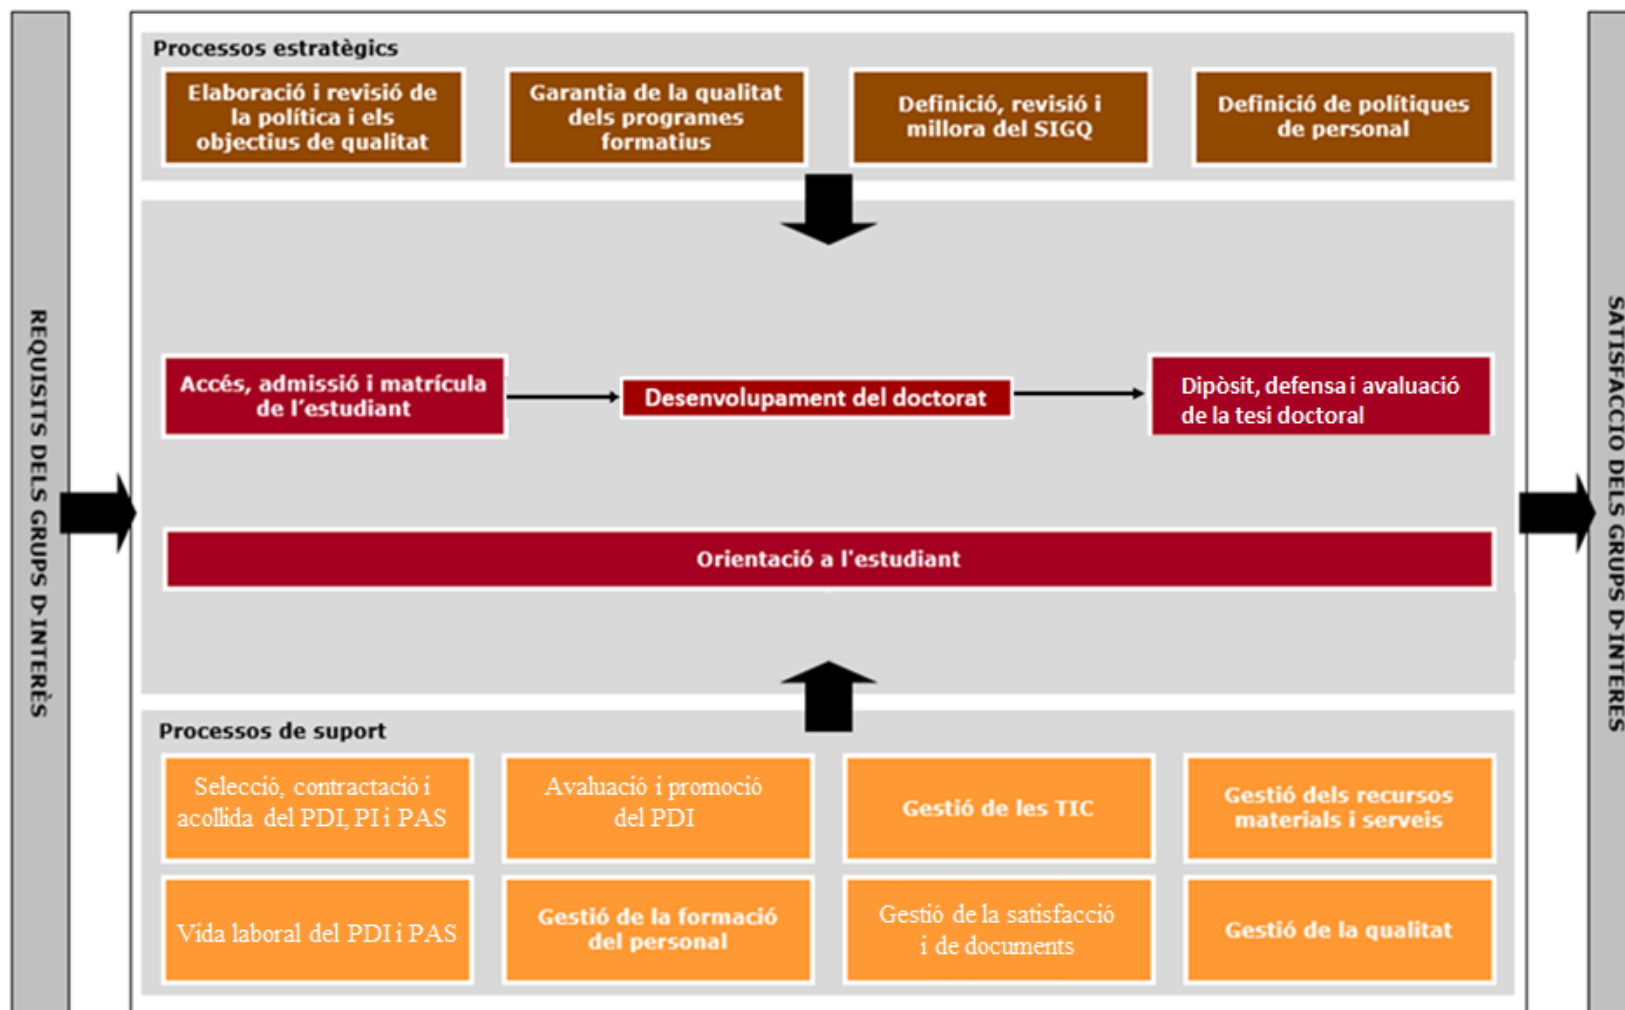 REQUISITS DELS GRUPS D·INTERÈS
Processos estratègics
Elaboració i revisió de
la política i els
objectius de qualitat
Garantia de la qualitat
dels programes
formatius
Definició, revisió i
millora del SIGQ
Definició de polítiques
de personal
Accés, admissió i matrícula
de l’estudiant
Desenvolupament del doctorat
Dipòsit, defensa i avaluació
de la tesi doctoral
Orientació a l'estudiant
Processos de suport
Selecció, contractació i
acollida del PDI, PI i PAS
Avaluació i promoció
del PDI
Gestió de les TIC
Gestió dels recursos
materials i serveis
Vida laboral del PDI i PAS
Gestió de la formació
del personal
Gestió de la satisfacció
i de documents
Gestió de la qualitat
SATISFACCIO DELS GRUPS D·INTERES